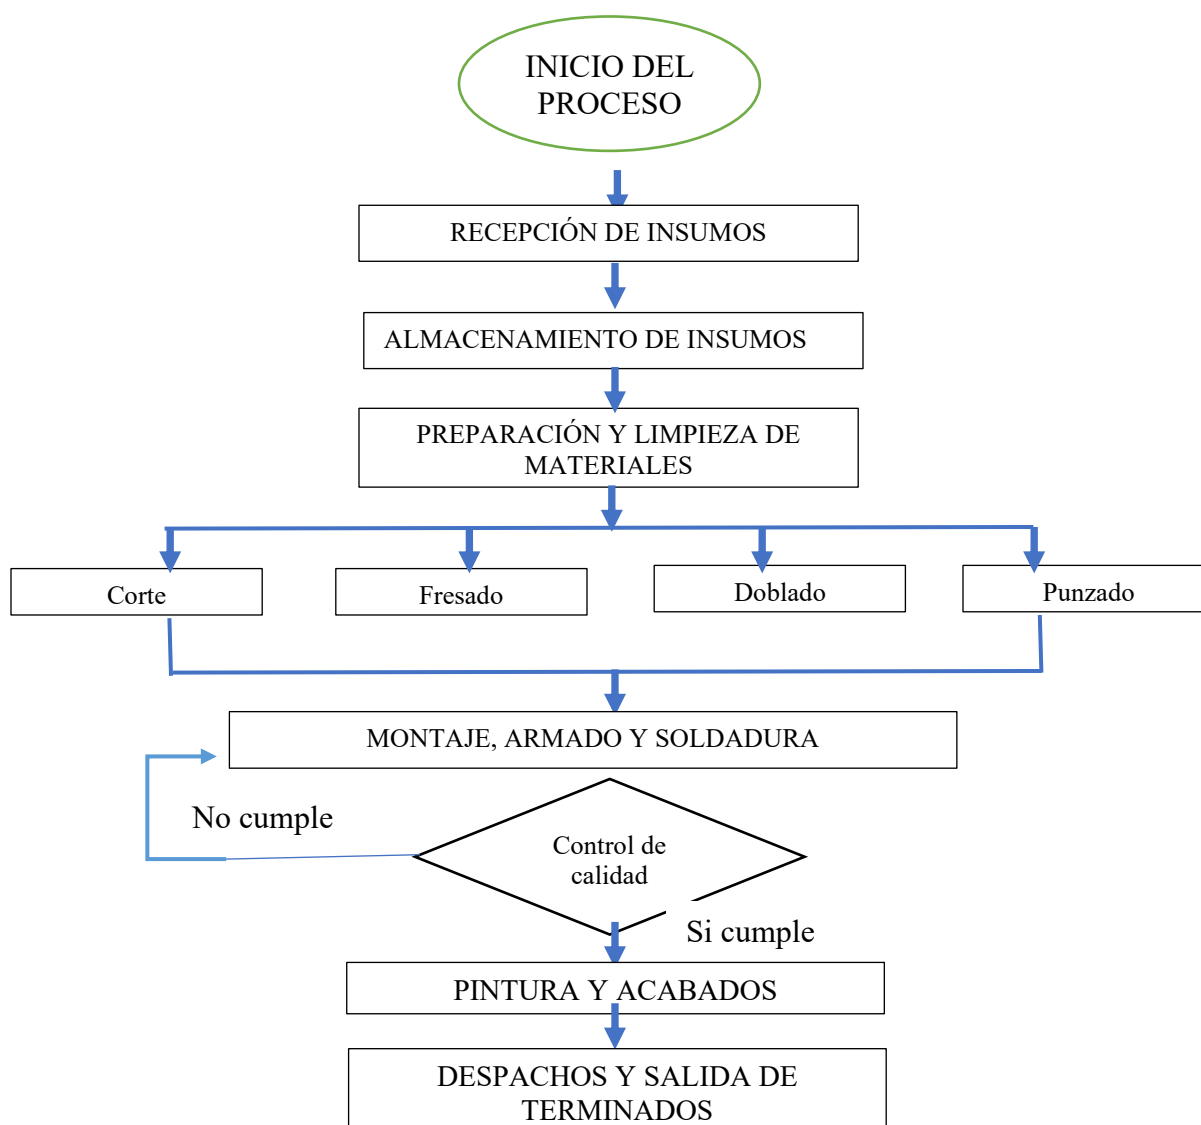 INICIO DEL
PROCESO
RECEPCIÓN DE INSUMOS
ALMACENAMIENTO DE INSUMOS
PREPARACIÓN Y LIMPIEZA DE
MATERIALES
Corte
Fresado
Doblado
Punzado
MONTAJE, ARMADO Y SOLDADURA
No cumple
Control de
calidad
Si cumple
PINTURA Y ACABADOS
DESPACHOS Y SALIDA DE
TERMINADOS